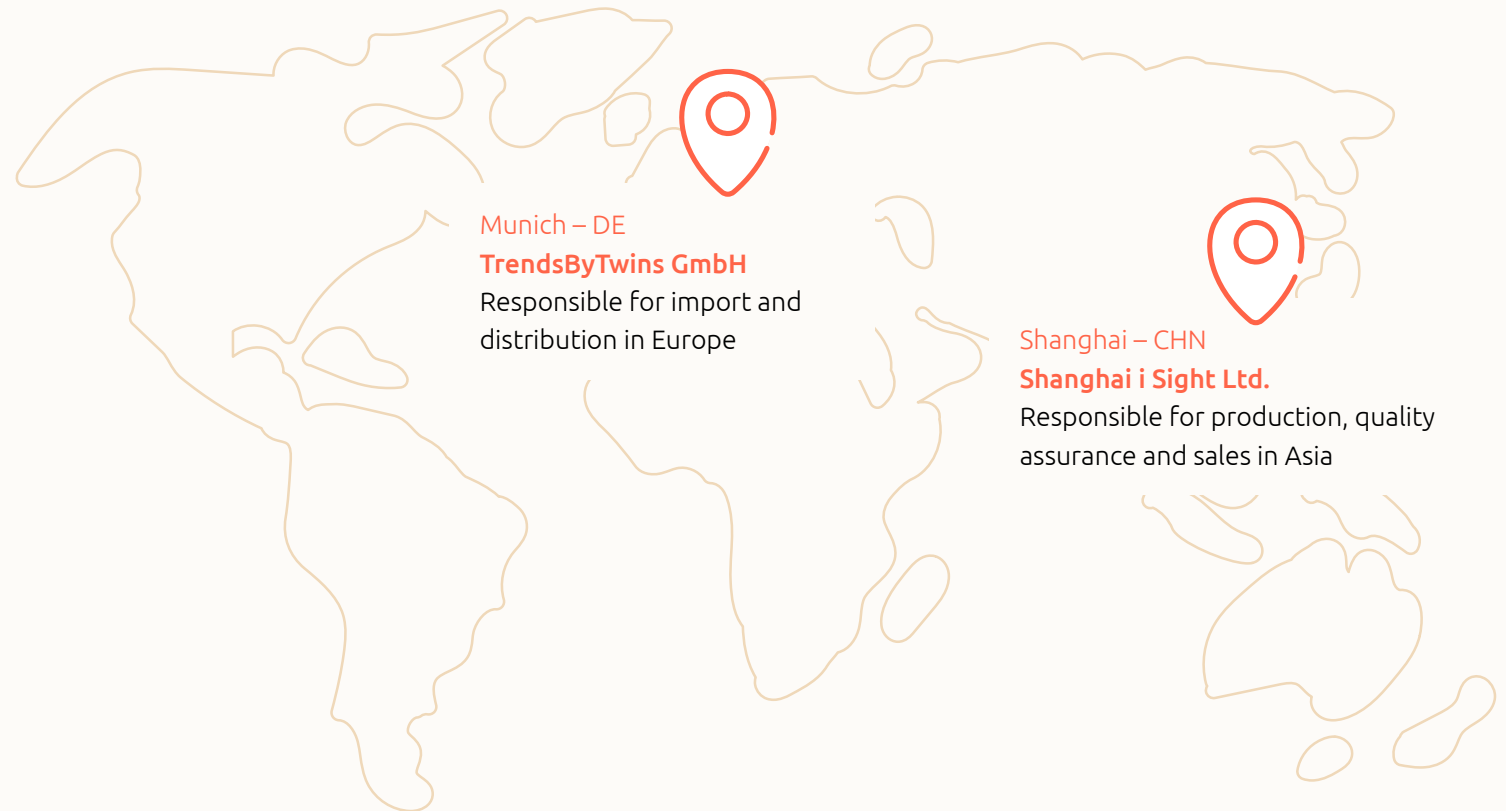 Munich – DE
TrendsByTwins GmbH
Responsible for import and
distribution in Europe
Shanghai – CHN
Shanghai i Sight Ltd.
Responsible for production, quality
assurance and sales in Asia